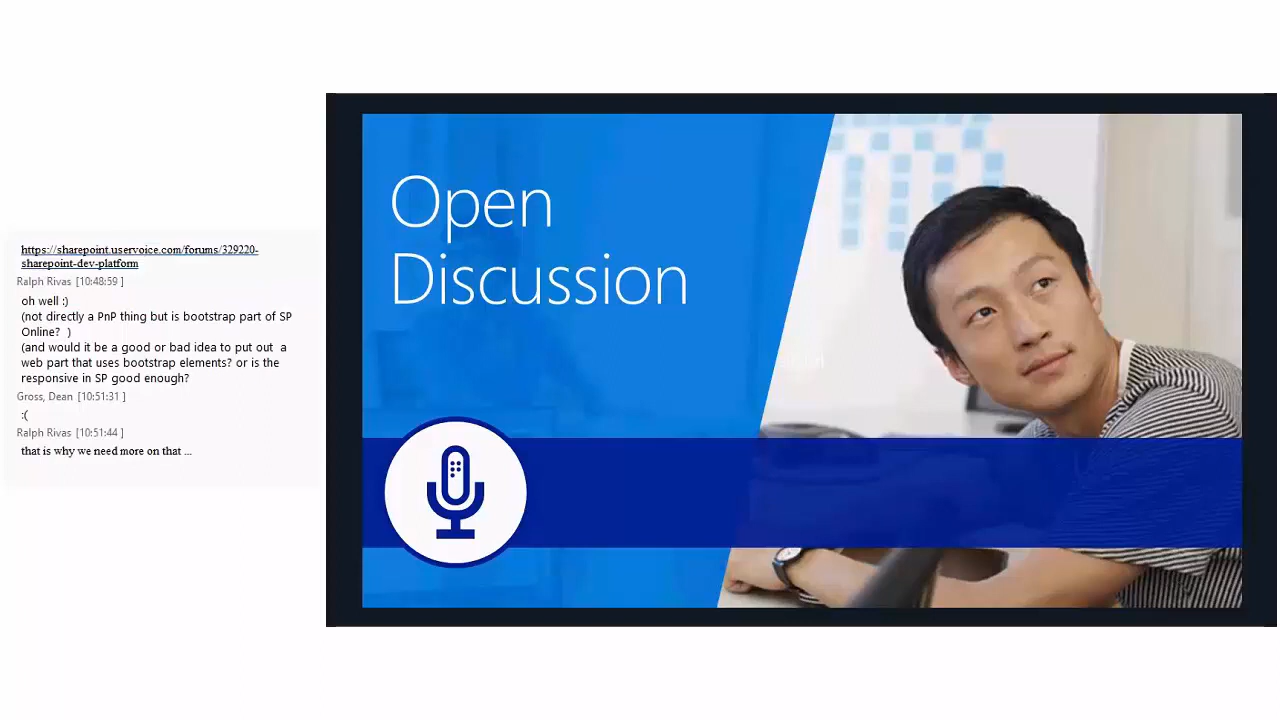 https://sharepoint.uservoice.com/forums/329220-
sharepoint-dev-platform
Ralph Rivas [10:48:59 ]
oh well :)
(not directly a PnP thing but is bootstrap part of SP
Online?  )
(and would it be a good or bad idea to put out  a
web part that uses bootstrap elements? or is the
responsive in SP good enough?
Gross, Dean [10:51:31 ]
:(
Ralph Rivas [10:51:44 ]
that is why we need more on that ...
Open
Discussion